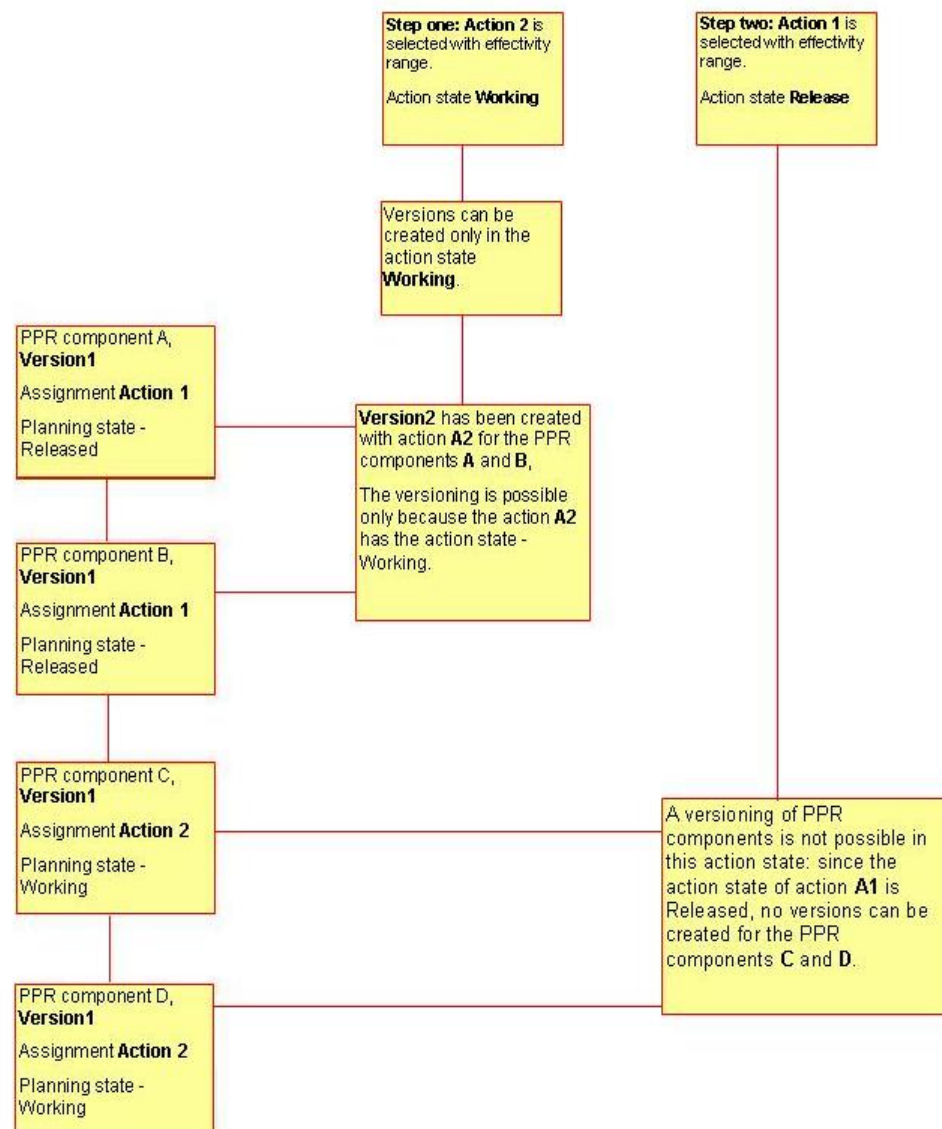 Step one: Action 2 is
selected with effectivity
range.
Action state Working
Step two: Action 1 is
selected with effectivity
range.
Action state Release
Versions can be
created only in the
action state
Working.
PPR component A,
Version1
Assignment Action 1
Planning state -
Released
Version2 has been created
with action A2 for the PPR
components A and B,
The versioning is possible
only because the action A2
has the action state -
Working.
PPR component B,
Version1
Assignment Action 1
Planning state -
Released
PPR component C,
Version1
Assignment Action 2
Planning state -
Working
A versioning of PPR
components is not possible in
this action state: since the
action state of action A1 is
Released, no versions can be
created for the PPR
components C and D.
PPR component D,
Version1
Assignment Action 2
Planning state -
Working